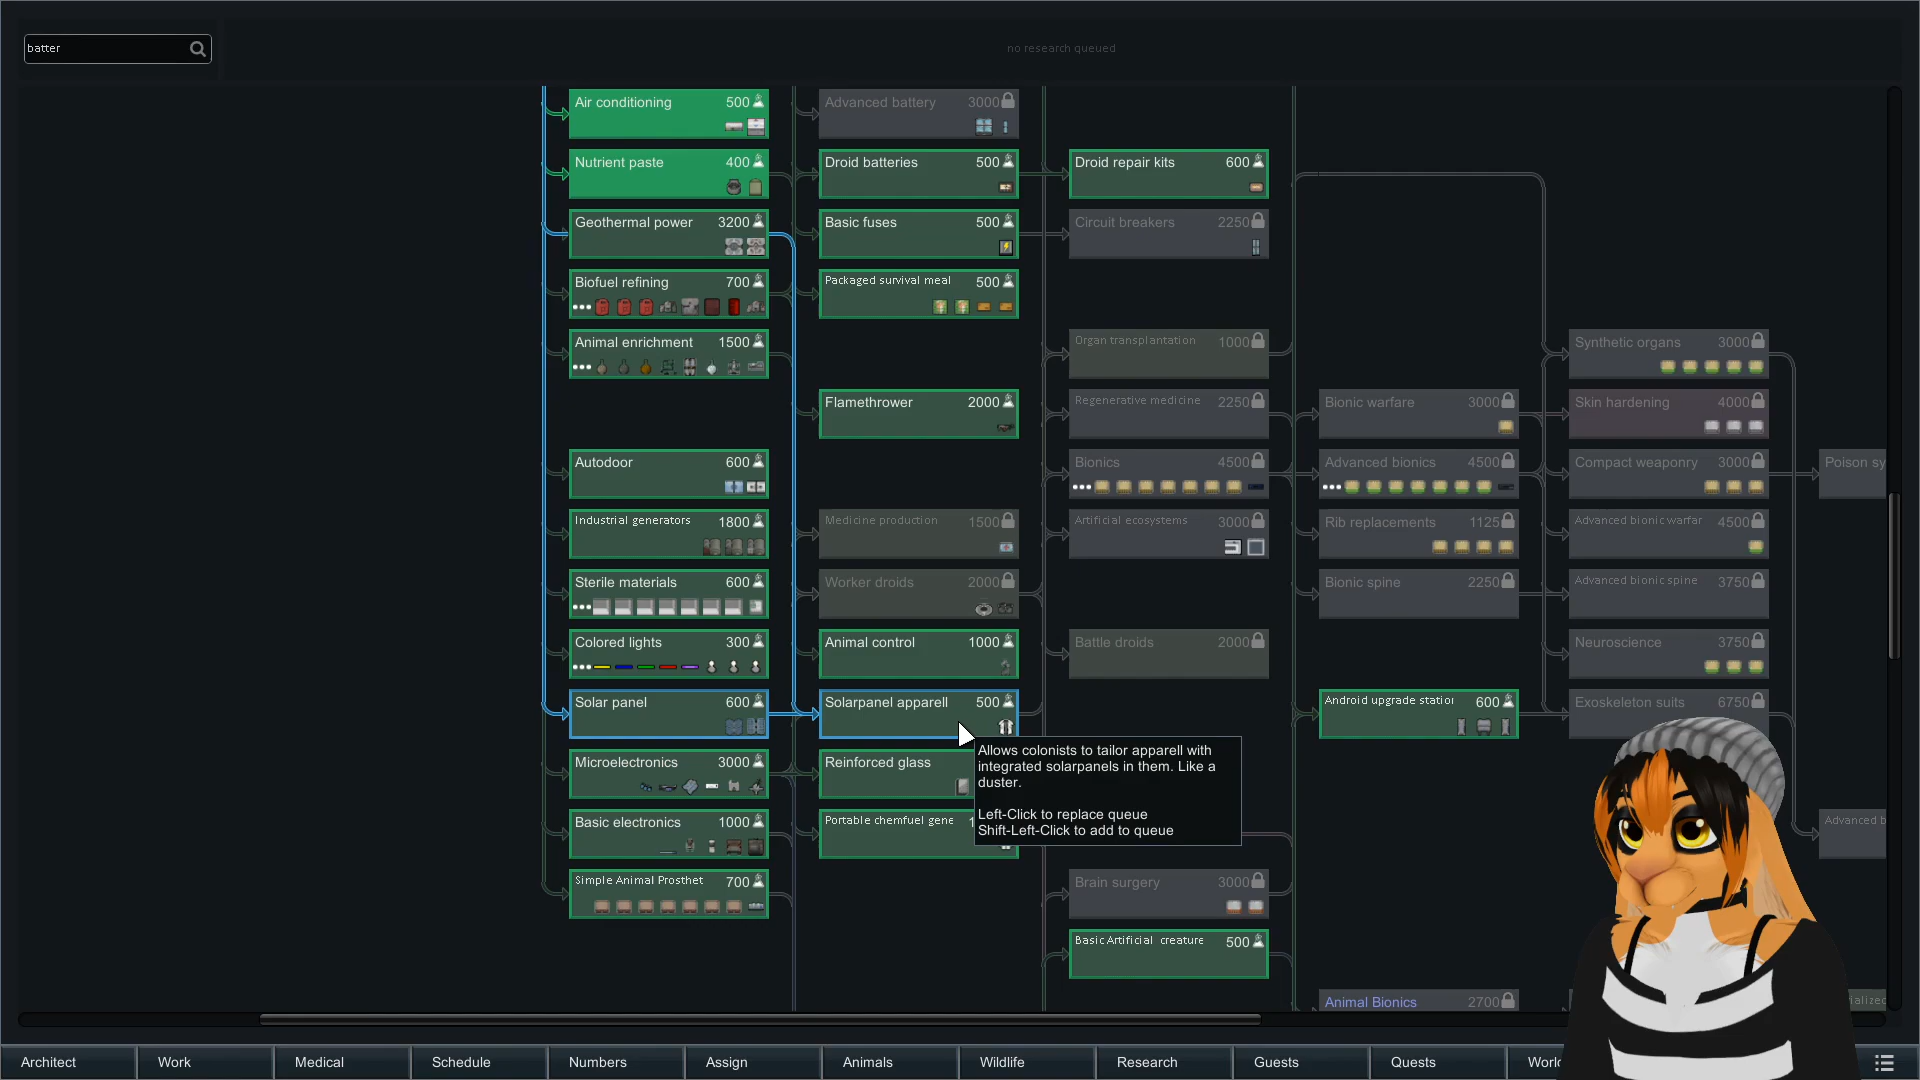 batter
no research queued
Air conditioning 500
Advanced battery 3000
Nutrient paste 400
Droid batteries 500
Droid repair kits 600
Geothermal power 3200
Basic fuses 500
Circuit breakers 2250
Biofuel refining 700
Packaged survival meal 500
Animal enrichment 1500
Organ transplantation 1000
Synthetic organs 3000
Flamethrower 2000
Regenerative medicine 2250
Bionic warfare 3000
Skin hardening 4000
Autodoor 600
Bionics 4500
Advanced bionics 4500
Compact weaponry 3000
Poison sy
Industrial generators 1800
Medicine production 1500
Artificial ecosystems 3000
Rib replacements 1125
Advanced bionic warfar 4500
Sterile materials 600
Worker droids 2000
Bionic spine 2250
Advanced bionic spine 3750
Colored lights 300
Animal control 1000
Battle droids 2000
Neuroscience 3750
Solar panel 600
Solarpanel apparell 500
Android upgrade statior 600
Exoskeleton suits 6750
Microelectronics 3000
Reinforced glass
Allows colonists to tailor apparell with
integrated solarpanels in them. Like a
duster.
Left-Click to replace queue
Shift-Left-Click to add to queue
Basic electronics 1000
Portable chemfuel gene 1
Advanced b
Simple Animal Prosthet 700
Brain surgery 3000
Basic Artificial creature 500
Animal Bionics 2700
ialized
Architect
Work
Medical
Schedule
Numbers
Assign
Animals
Wildlife
Research
Guests
Quests
Worl